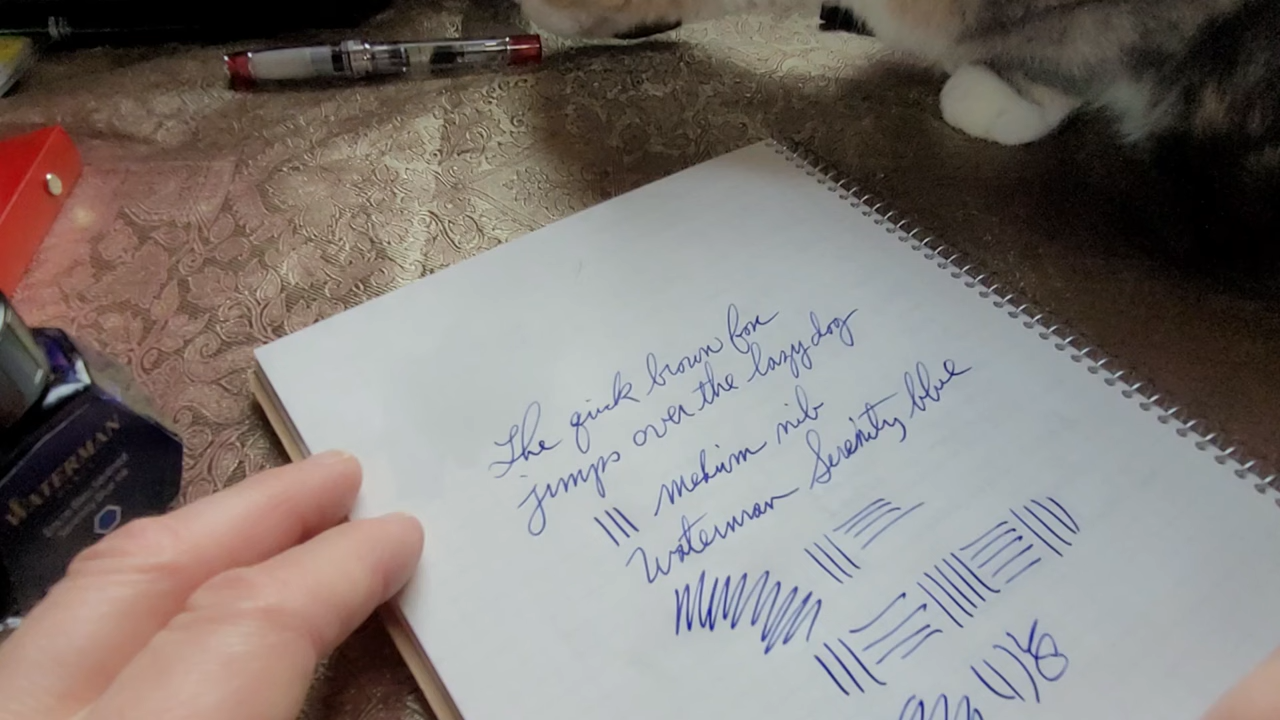 The quick brown fox
jumps over the lazy dog
medium nib
Waterman Serenity blue
WATERMAN